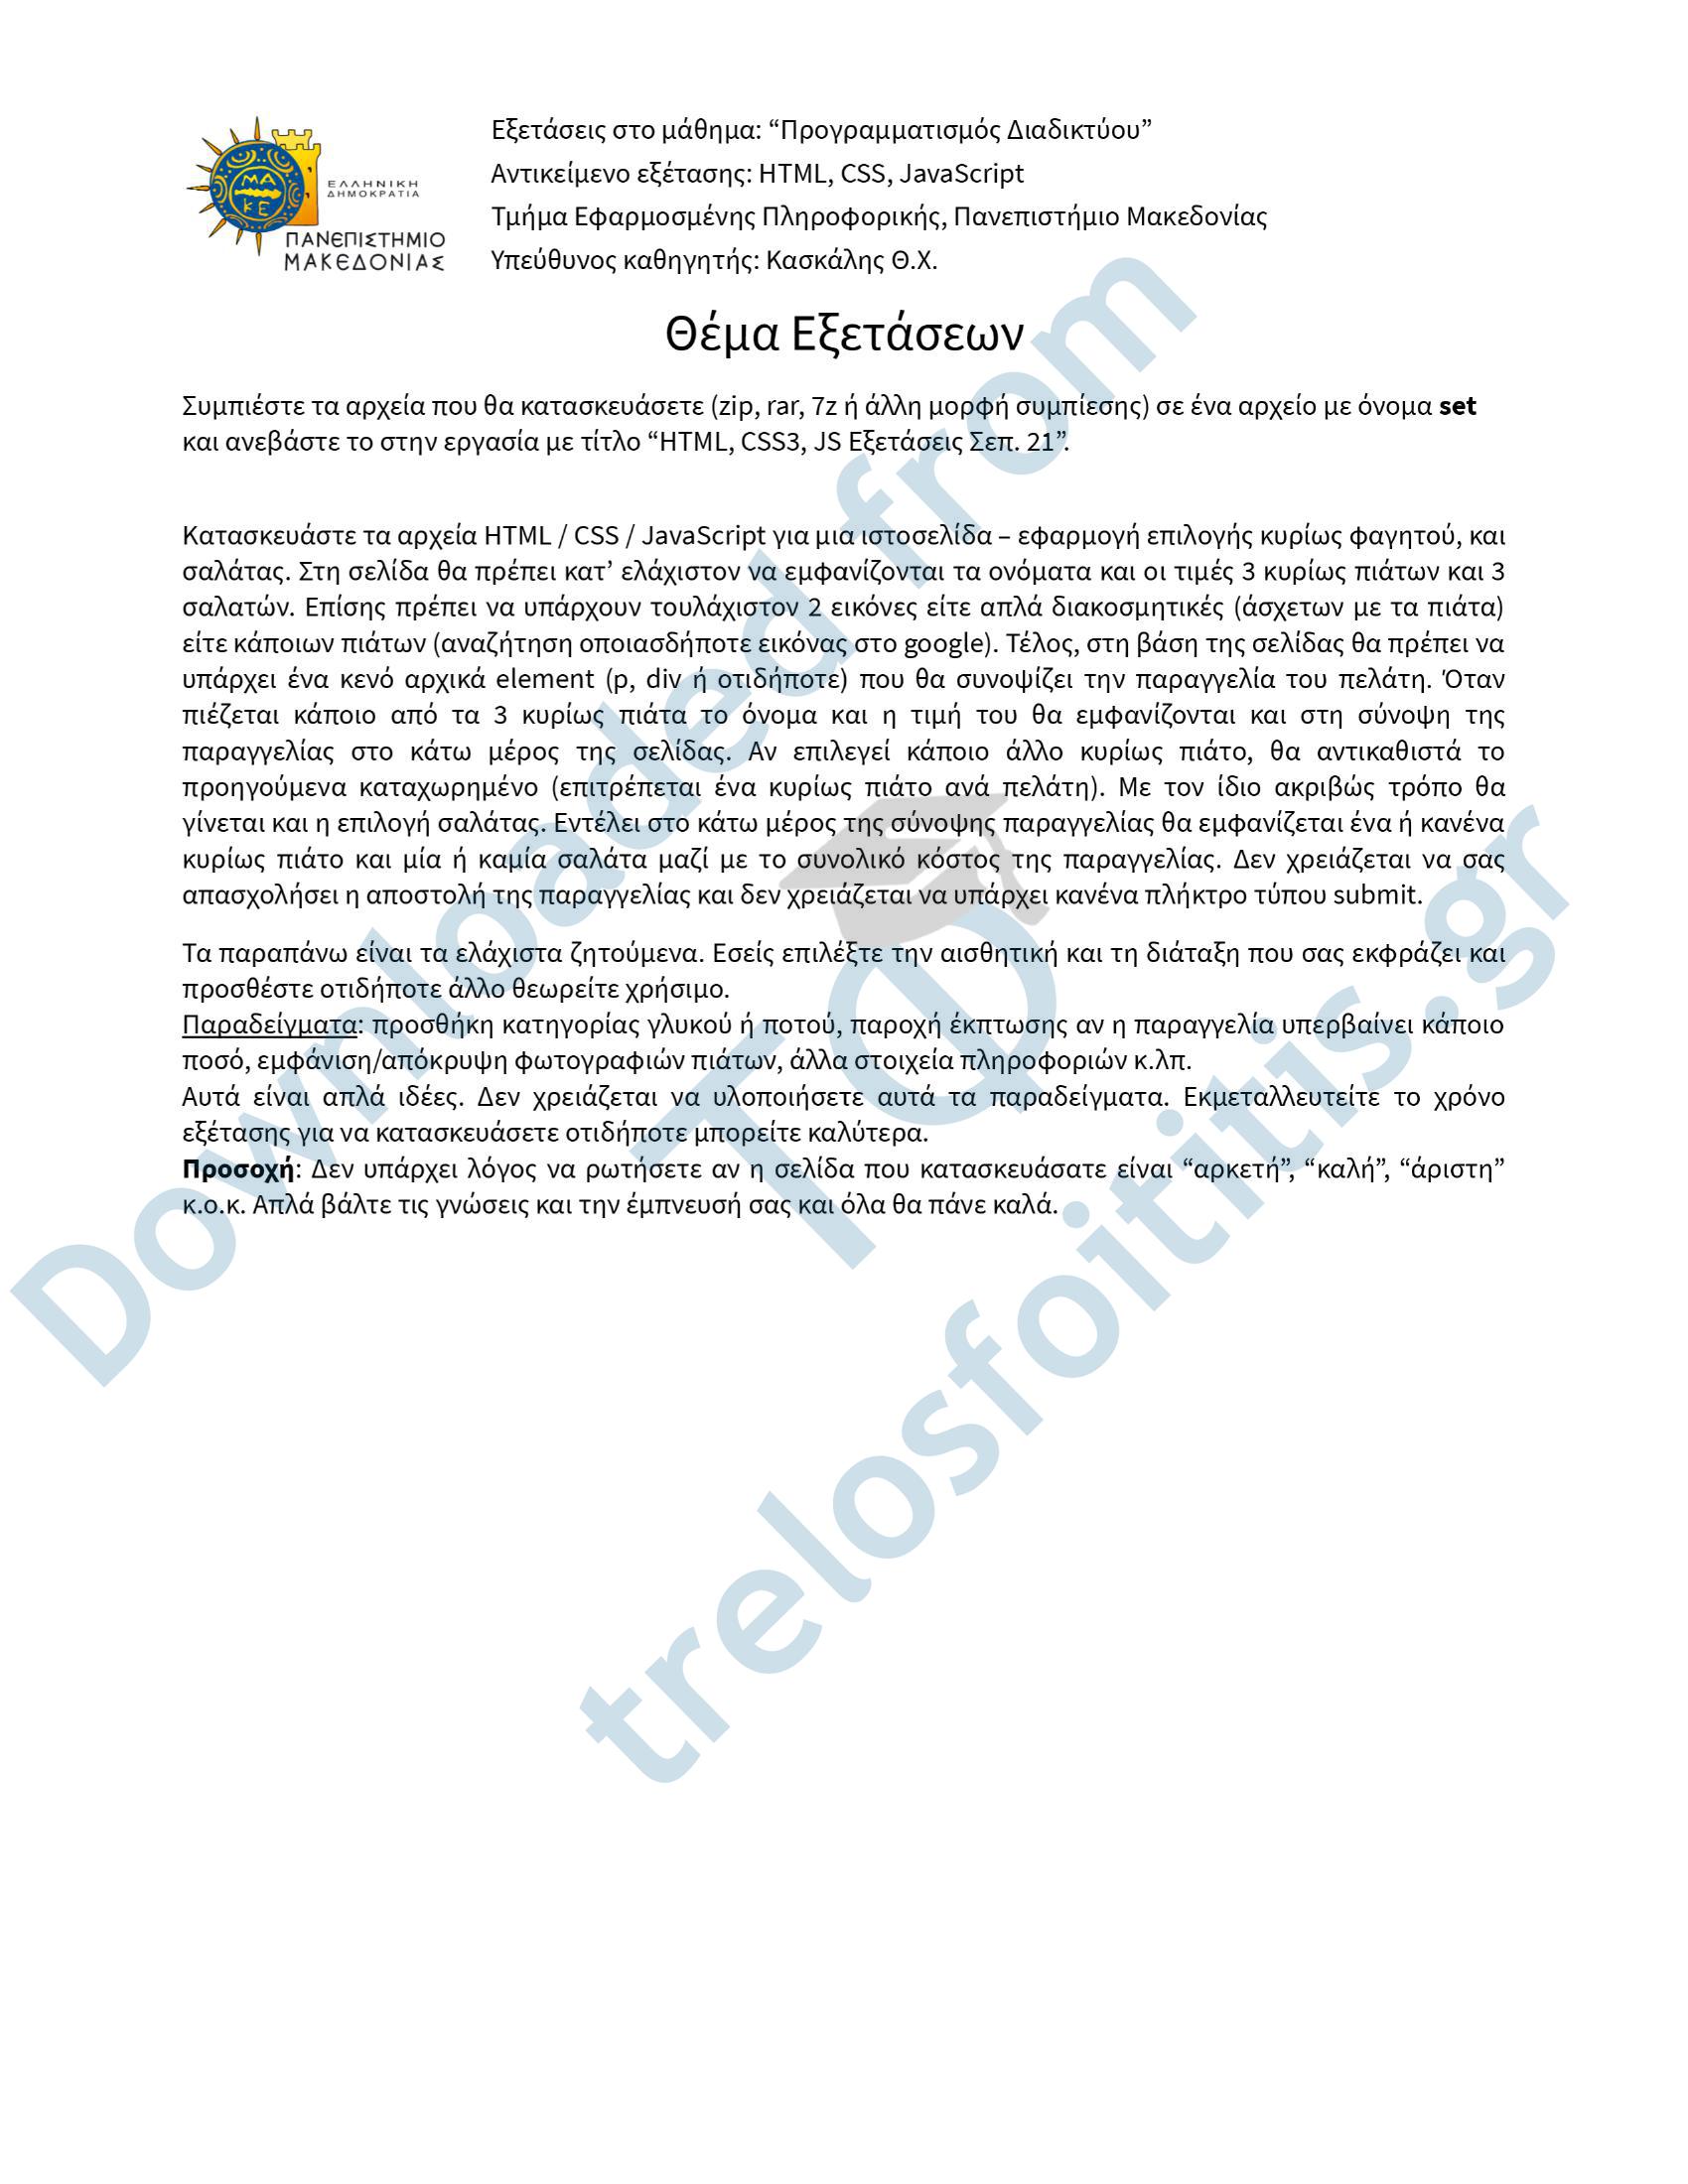 Εξετάσεις στο μάθημα: “Προγραμματισμός Διαδικτύου”
Αντικείμενο εξέτασης: HTML, CSS, JavaScript
Τμήμα Εφαρμοσμένης Πληροφορικής, Πανεπιστήμιο Μακεδονίας
Υπεύθυνος καθηγητής: Κασκάλης Θ.Χ.
ΜΑ
ΚΕ
ΕΛΛΗΝΙΚΗ
ΔΗΜΟΚΡΑΤΙΑ
ΠΑΝΕΠΙΣΤΗΜΙΟ
ΜΑΚΕΔΟΝΙΑΣ
Θέμα Εξετάσεων
Συμπιέστε τα αρχεία που θα κατασκευάσετε (zip, rar, 7z ή άλλη μορφή συμπίεσης) σε ένα αρχείο με όνομα set
και ανεβάστε το στην εργασία με τίτλο “HTML, CSS3, JS Εξετάσεις Σεπ. 21”.
Κατασκευάστε τα αρχεία HTML / CSS / JavaScript για μια ιστοσελίδα – εφαρμογή επιλογής κυρίως φαγητού, και
σαλάτας. Στη σελίδα θα πρέπει κατ’ ελάχιστον να εμφανίζονται τα ονόματα και οι τιμές 3 κυρίως πιάτων και 3
σαλατών. Επίσης πρέπει να υπάρχουν τουλάχιστον 2 εικόνες είτε απλά διακοσμητικές (άσχετων με τα πιάτα)
είτε κάποιων πιάτων (αναζήτηση οποιασδήποτε εικόνας στο google). Τέλος, στη βάση της σελίδας θα πρέπει να
υπάρχει ένα κενό αρχικά element (p, div ή οτιδήποτε) που θα συνοψίζει την παραγγελία του πελάτη. Όταν
πιέζεται κάποιο από τα 3 κυρίως πιάτα το όνομα και η τιμή του θα εμφανίζονται και στη σύνοψη της
παραγγελίας στο κάτω μέρος της σελίδας. Αν επιλεγεί κάποιο άλλο κυρίως πιάτο, θα αντικαθιστά το
προηγούμενα καταχωρημένο (επιτρέπεται ένα κυρίως πιάτο ανά πελάτη). Με τον ίδιο ακριβώς τρόπο θα
γίνεται και η επιλογή σαλάτας. Εντέλει στο κάτω μέρος της σύνοψης παραγγελίας θα εμφανίζεται ένα ή κανένα
κυρίως πιάτο και μία ή καμία σαλάτα μαζί με το συνολικό κόστος της παραγγελίας. Δεν χρειάζεται να σας
απασχολήσει η αποστολή της παραγγελίας και δεν χρειάζεται να υπάρχει κανένα πλήκτρο τύπου submit.
Τα παραπάνω είναι τα ελάχιστα ζητούμενα. Εσείς επιλέξτε την αισθητική και τη διάταξη που σας εκφράζει και
προσθέστε οτιδήποτε άλλο θεωρείτε χρήσιμο.
Παραδείγματα: προσθήκη κατηγορίας γλυκού ή ποτού, παροχή έκπτωσης αν η παραγγελία υπερβαίνει κάποιο
ποσό, εμφάνιση/απόκρυψη φωτογραφιών πιάτων, άλλα στοιχεία πληροφοριών κ.λπ.
Αυτά είναι απλά ιδέες. Δεν χρειάζεται να υλοποιήσετε αυτά τα παραδείγματα. Εκμεταλλευτείτε το χρόνο
εξέτασης για να κατασκευάσετε οτιδήποτε μπορείτε καλύτερα.
Προσοχή: Δεν υπάρχει λόγος να ρωτήσετε αν η σελίδα που κατασκευάσατε είναι “αρκετή”, “καλή”, “άριστη”
κ.ο.κ. Απλά βάλτε τις γνώσεις και την έμπνευσή σας και όλα θα πάνε καλά.
Downloaded from
ΤΦ
trelosfoititis.gr